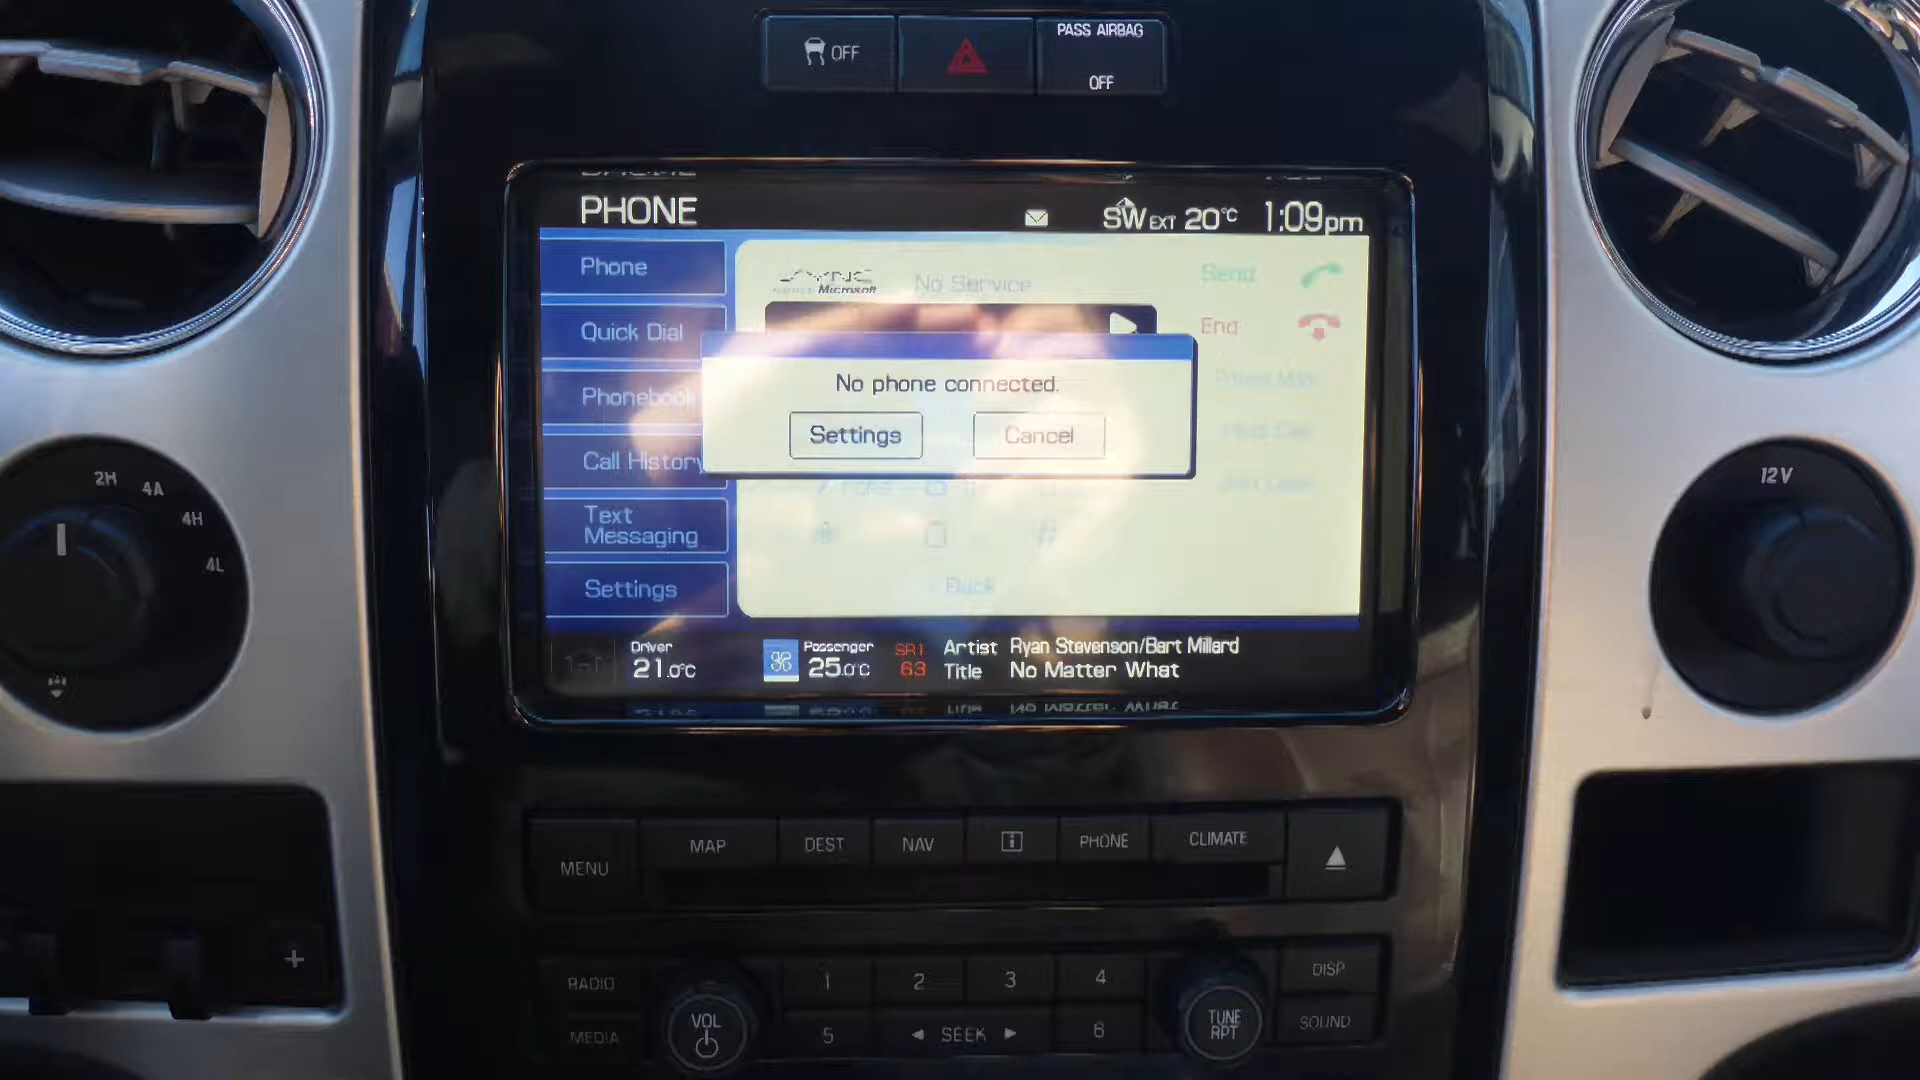 OFF
PASS AIRBAG
OFF
PHONE
SW EXT 20°C 1:09pm
Phone
Quick Dial
Phonebook
Call History
Text
Messaging
Settings
SYNC
Microsoft
No Service
Send
End
No phone connected.
Settings
Cancel
#
Back
Driver
21.0°C
Passenger
25.0°C
SR1
63
Artist Ryan Stevenson/Bart Millard
Title No Matter What
2H
4A
4H
4L
12V
MENU
MAP
DEST
NAV
i
PHONE
CLIMATE
+
RADIO
MEDIA
VOL
1
2
3
4
5
SEEK
6
TUNE
RPT
DISP
SOUND